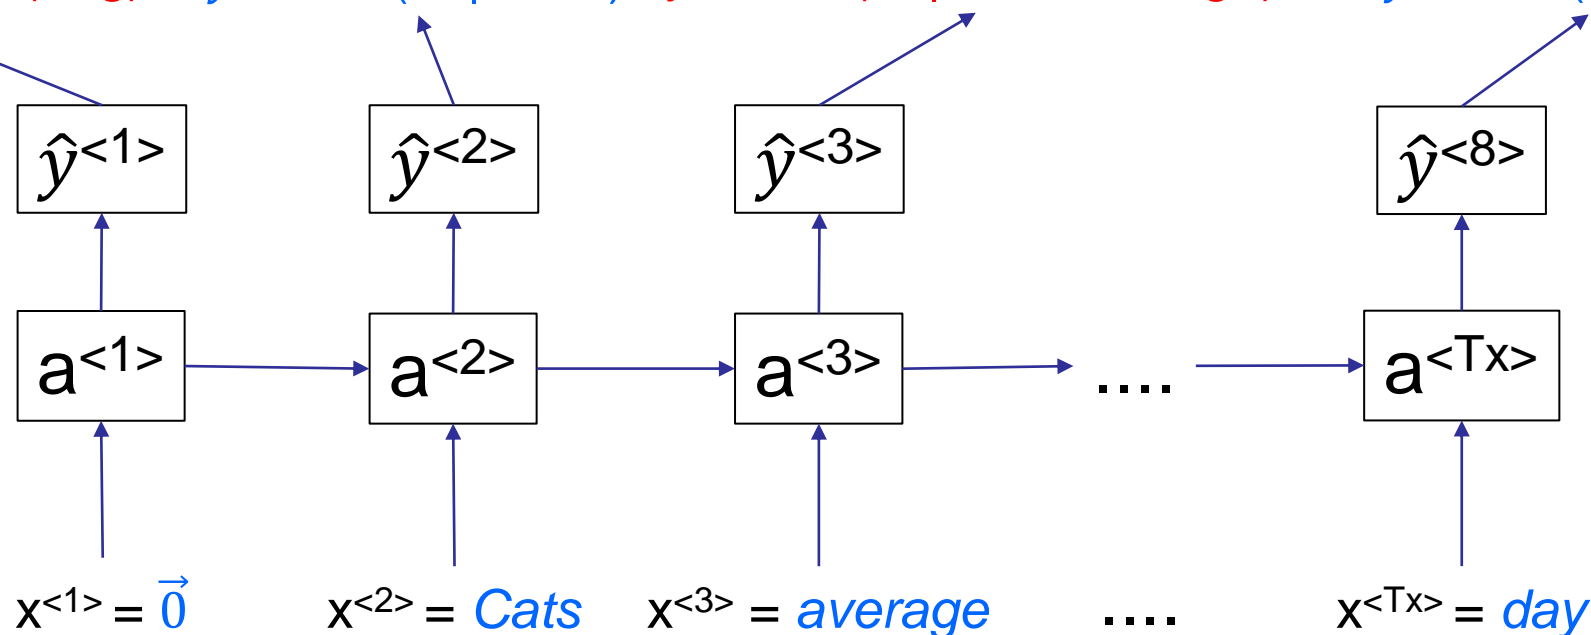 ŷ<1> ŷ<2> ŷ<3> ŷ<8>
a<1> a<2> a<3> .... a<Tx>
x<1> = 0⃗ x<2> = Cats x<3> = average .... x<Tx> = day